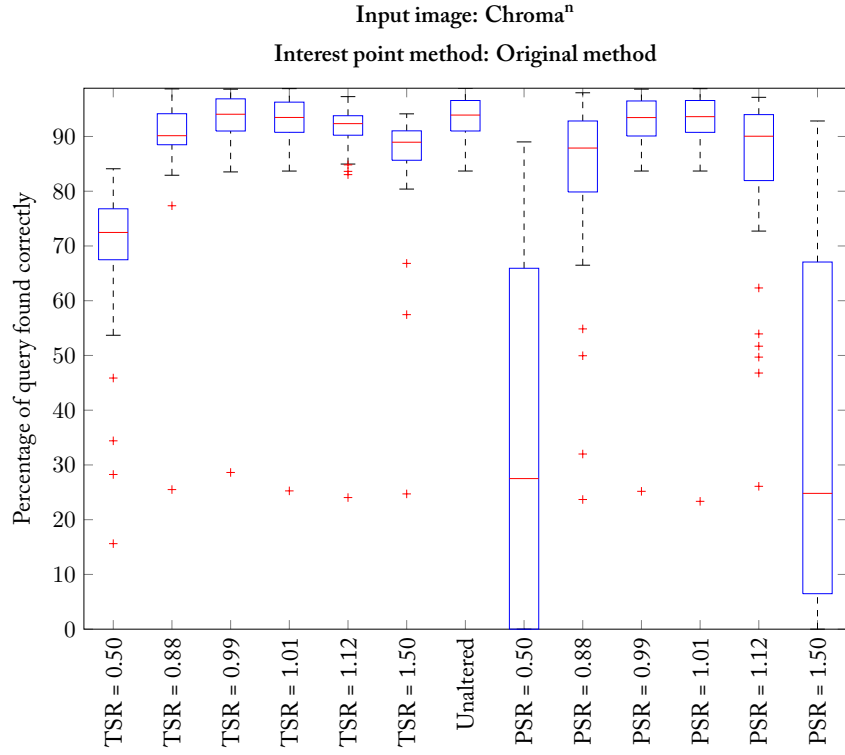 Input image: Chromaⁿ
Interest point method: Original method
Percentage of query found correctly
90
80
70
60
50
40
30
20
10
0
TSR = 0.50
TSR = 0.88
TSR = 0.99
TSR = 1.01
TSR = 1.12
TSR = 1.50
Unaltered
PSR = 0.50
PSR = 0.88
PSR = 0.99
PSR = 1.01
PSR = 1.12
PSR = 1.50